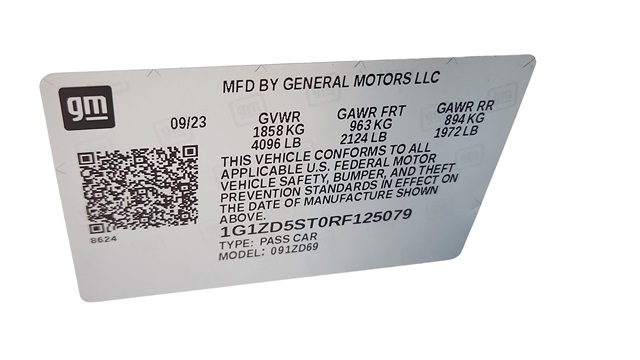 gm
MFD BY GENERAL MOTORS LLC
09/23
GVWR GAWR FRT GAWR RR
1858 KG 963 KG 894 KG
4096 LB 2124 LB 1972 LB
THIS VEHICLE CONFORMS TO ALL
APPLICABLE U.S. FEDERAL MOTOR
VEHICLE SAFETY, BUMPER, AND THEFT
PREVENTION STANDARDS IN EFFECT ON
THE DATE OF MANUFACTURE SHOWN
ABOVE.
1G1ZD5ST0RF125079
TYPE: PASS CAR
MODEL: 091ZD69
8624